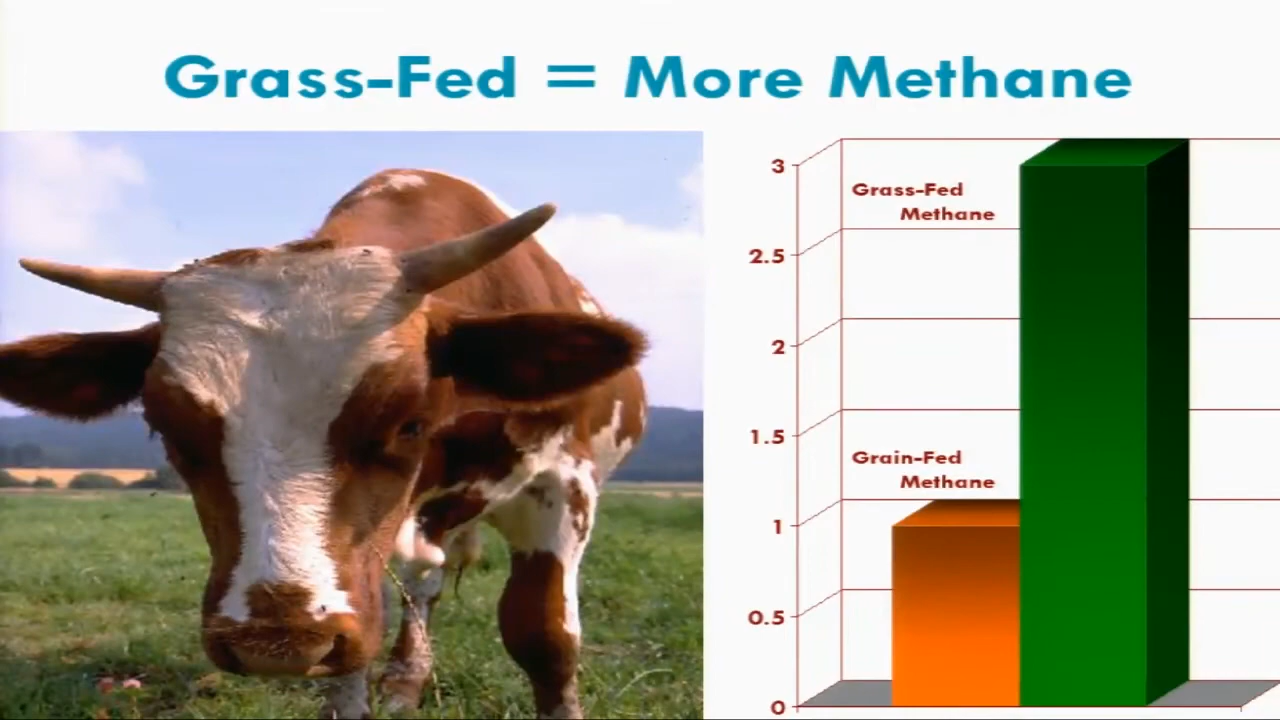 Grass-Fed = More Methane
3
Grass-Fed
Methane
2.5
2
1.5
Grain-Fed
Methane
1
0.5
0